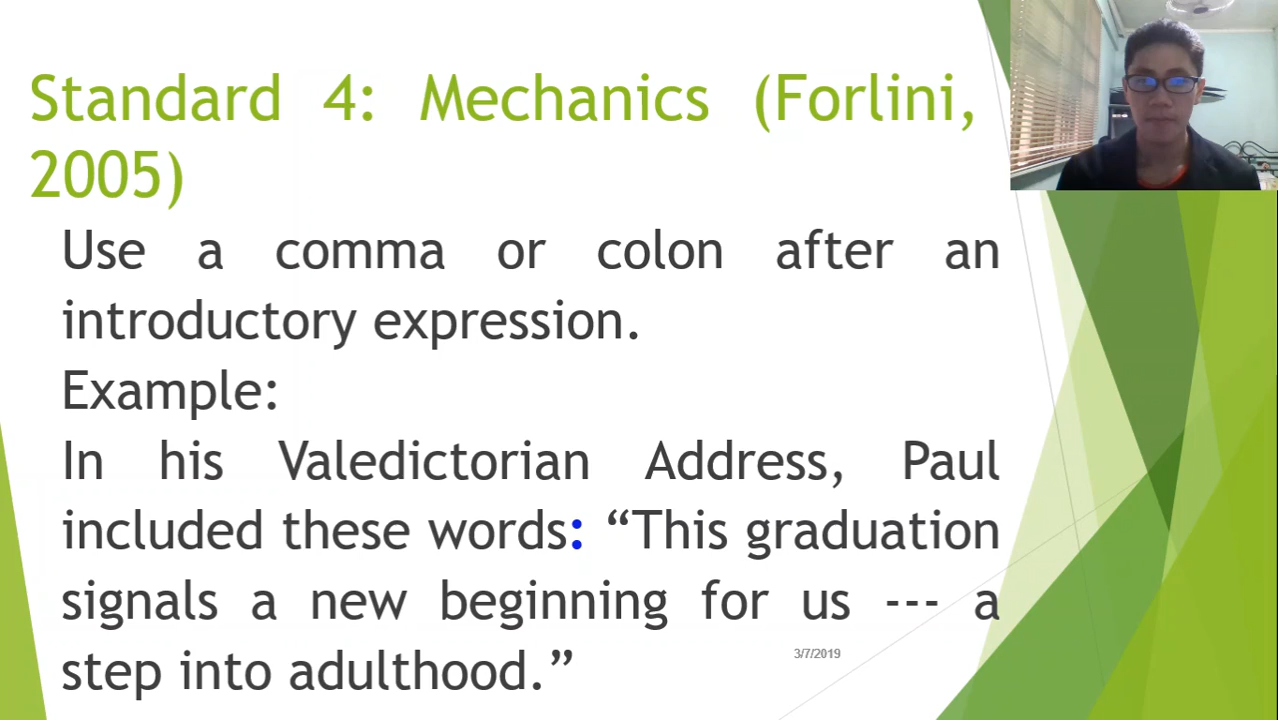 Standard 4: Mechanics (Forlini,
2005)
Use a comma or colon after an
introductory expression.
Example:
In his Valedictorian Address, Paul
included these words: “This graduation
signals a new beginning for us --- a
step into adulthood.”
3/7/2019